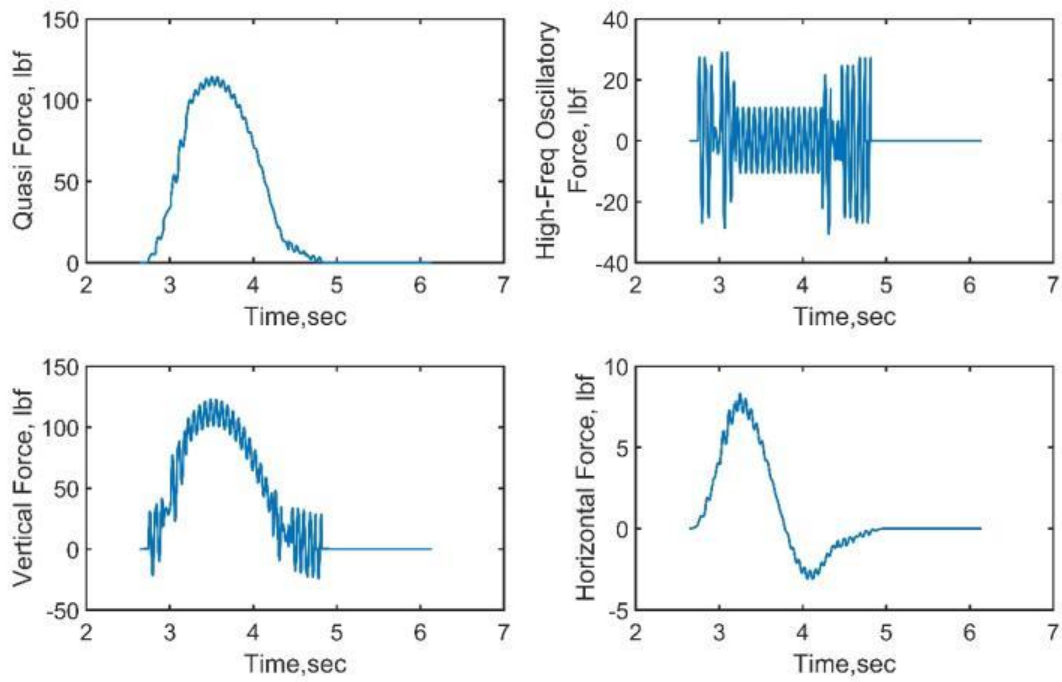 150
100
50
0
Quasi Force, lbf
2 3 4 5 6 7
Time,sec
40
20
0
-20
-40
High-Freq Oscillatory
Force, lbf
2 3 4 5 6 7
Time,sec
150
100
50
0
-50
Vertical Force, lbf
2 3 4 5 6 7
Time,sec
10
5
0
-5
Horizontal Force, lbf
2 3 4 5 6 7
Time,sec